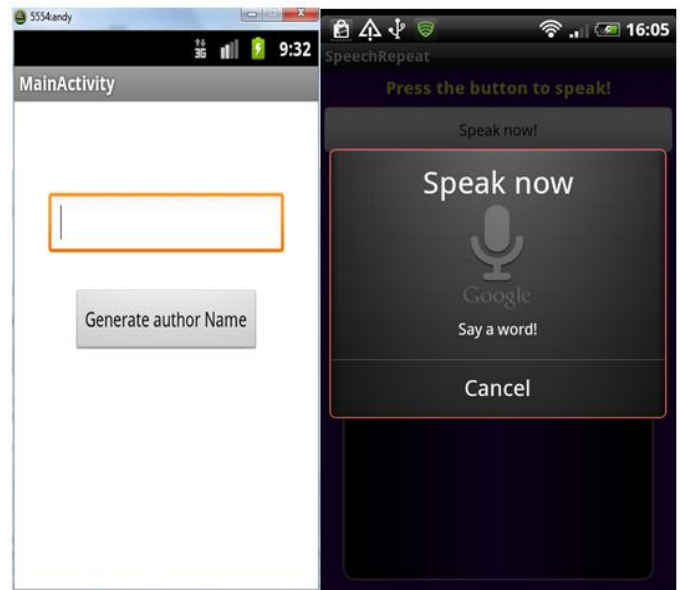 5554:andy
3G 9:32
MainActivity
Generate author Name
16:05
SpeechRepeat
Press the button to speak!
Speak now!
Speak now
Google
Say a word!
Cancel